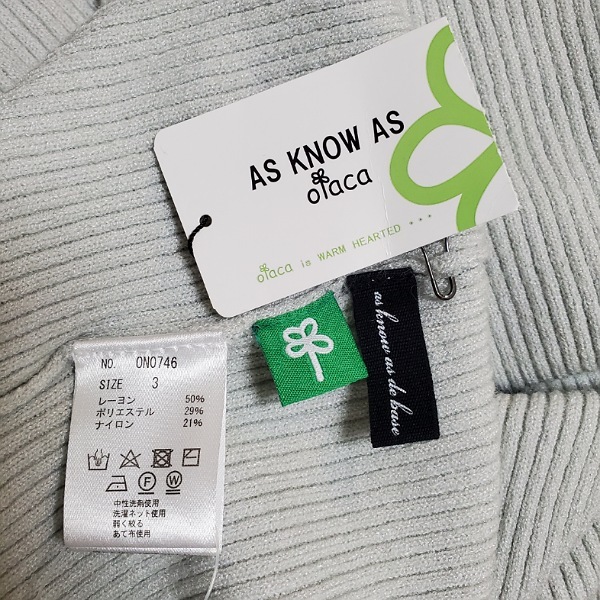 AS KNOW AS
olaca
olaca is WARM HEARTED ***
as know as de base
NO. ON0746
SIZE 3
レーヨン 50%
ポリエステル 29%
ナイロン 21%
F W
中性洗剤使用
洗濯ネット使用
弱く絞る
あて布使用